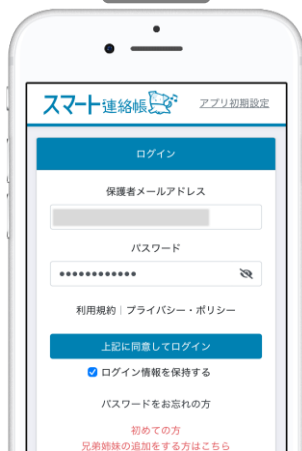 スマート連絡帳
アプリ初期設定
ログイン
保護者メールアドレス
パスワード
••••••••••••
利用規約｜プライバシー・ポリシー
上記に同意してログイン
ログイン情報を保持する
パスワードをお忘れの方
初めての方
兄弟姉妹の追加をする方はこちら